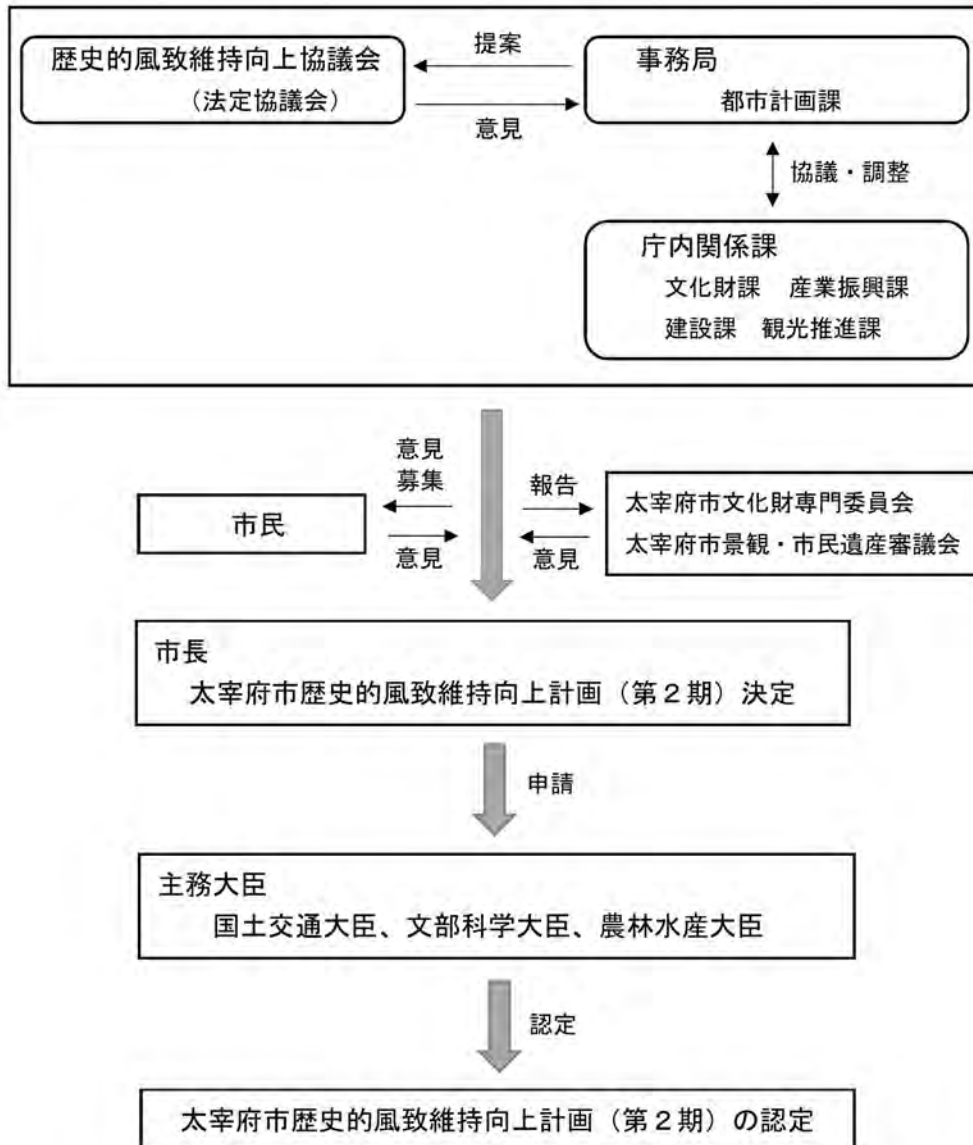 歴史的風致維持向上協議会
（法定協議会）
提案
意見
事務局
都市計画課
協議・調整
庁内関係課
文化財課 産業振興課
建設課 観光推進課
意見
募集
意見
市民
報告
意見
太宰府市文化財専門委員会
太宰府市景観・市民遺産審議会
市長
太宰府市歴史的風致維持向上計画（第２期）決定
申請
主務大臣
国土交通大臣、文部科学大臣、農林水産大臣
認定
太宰府市歴史的風致維持向上計画（第２期）の認定